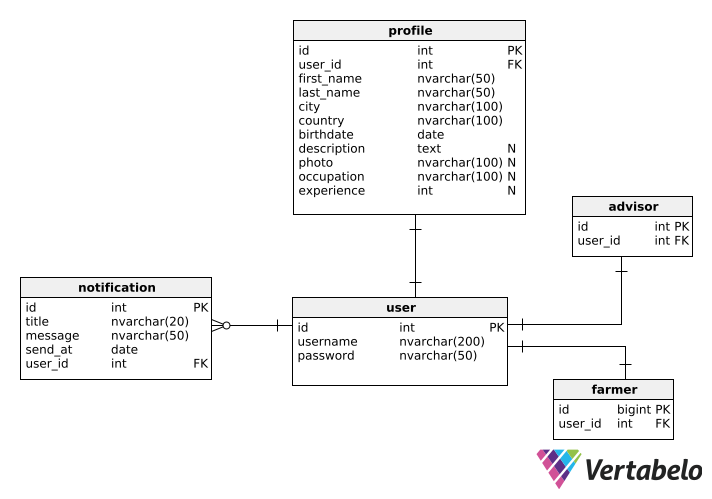 profile
id int PK
user_id int FK
first_name nvarchar(50)
last_name nvarchar(50)
city nvarchar(100)
country nvarchar(100)
birthdate date
description text N
photo nvarchar(100) N
occupation nvarchar(100) N
experience int N
advisor
id int PK
user_id int FK
notification
id int PK
title nvarchar(20)
message nvarchar(50)
send_at date
user_id int FK
user
id int PK
username nvarchar(200)
password nvarchar(50)
farmer
id bigint PK
user_id int FK
Vertabelo